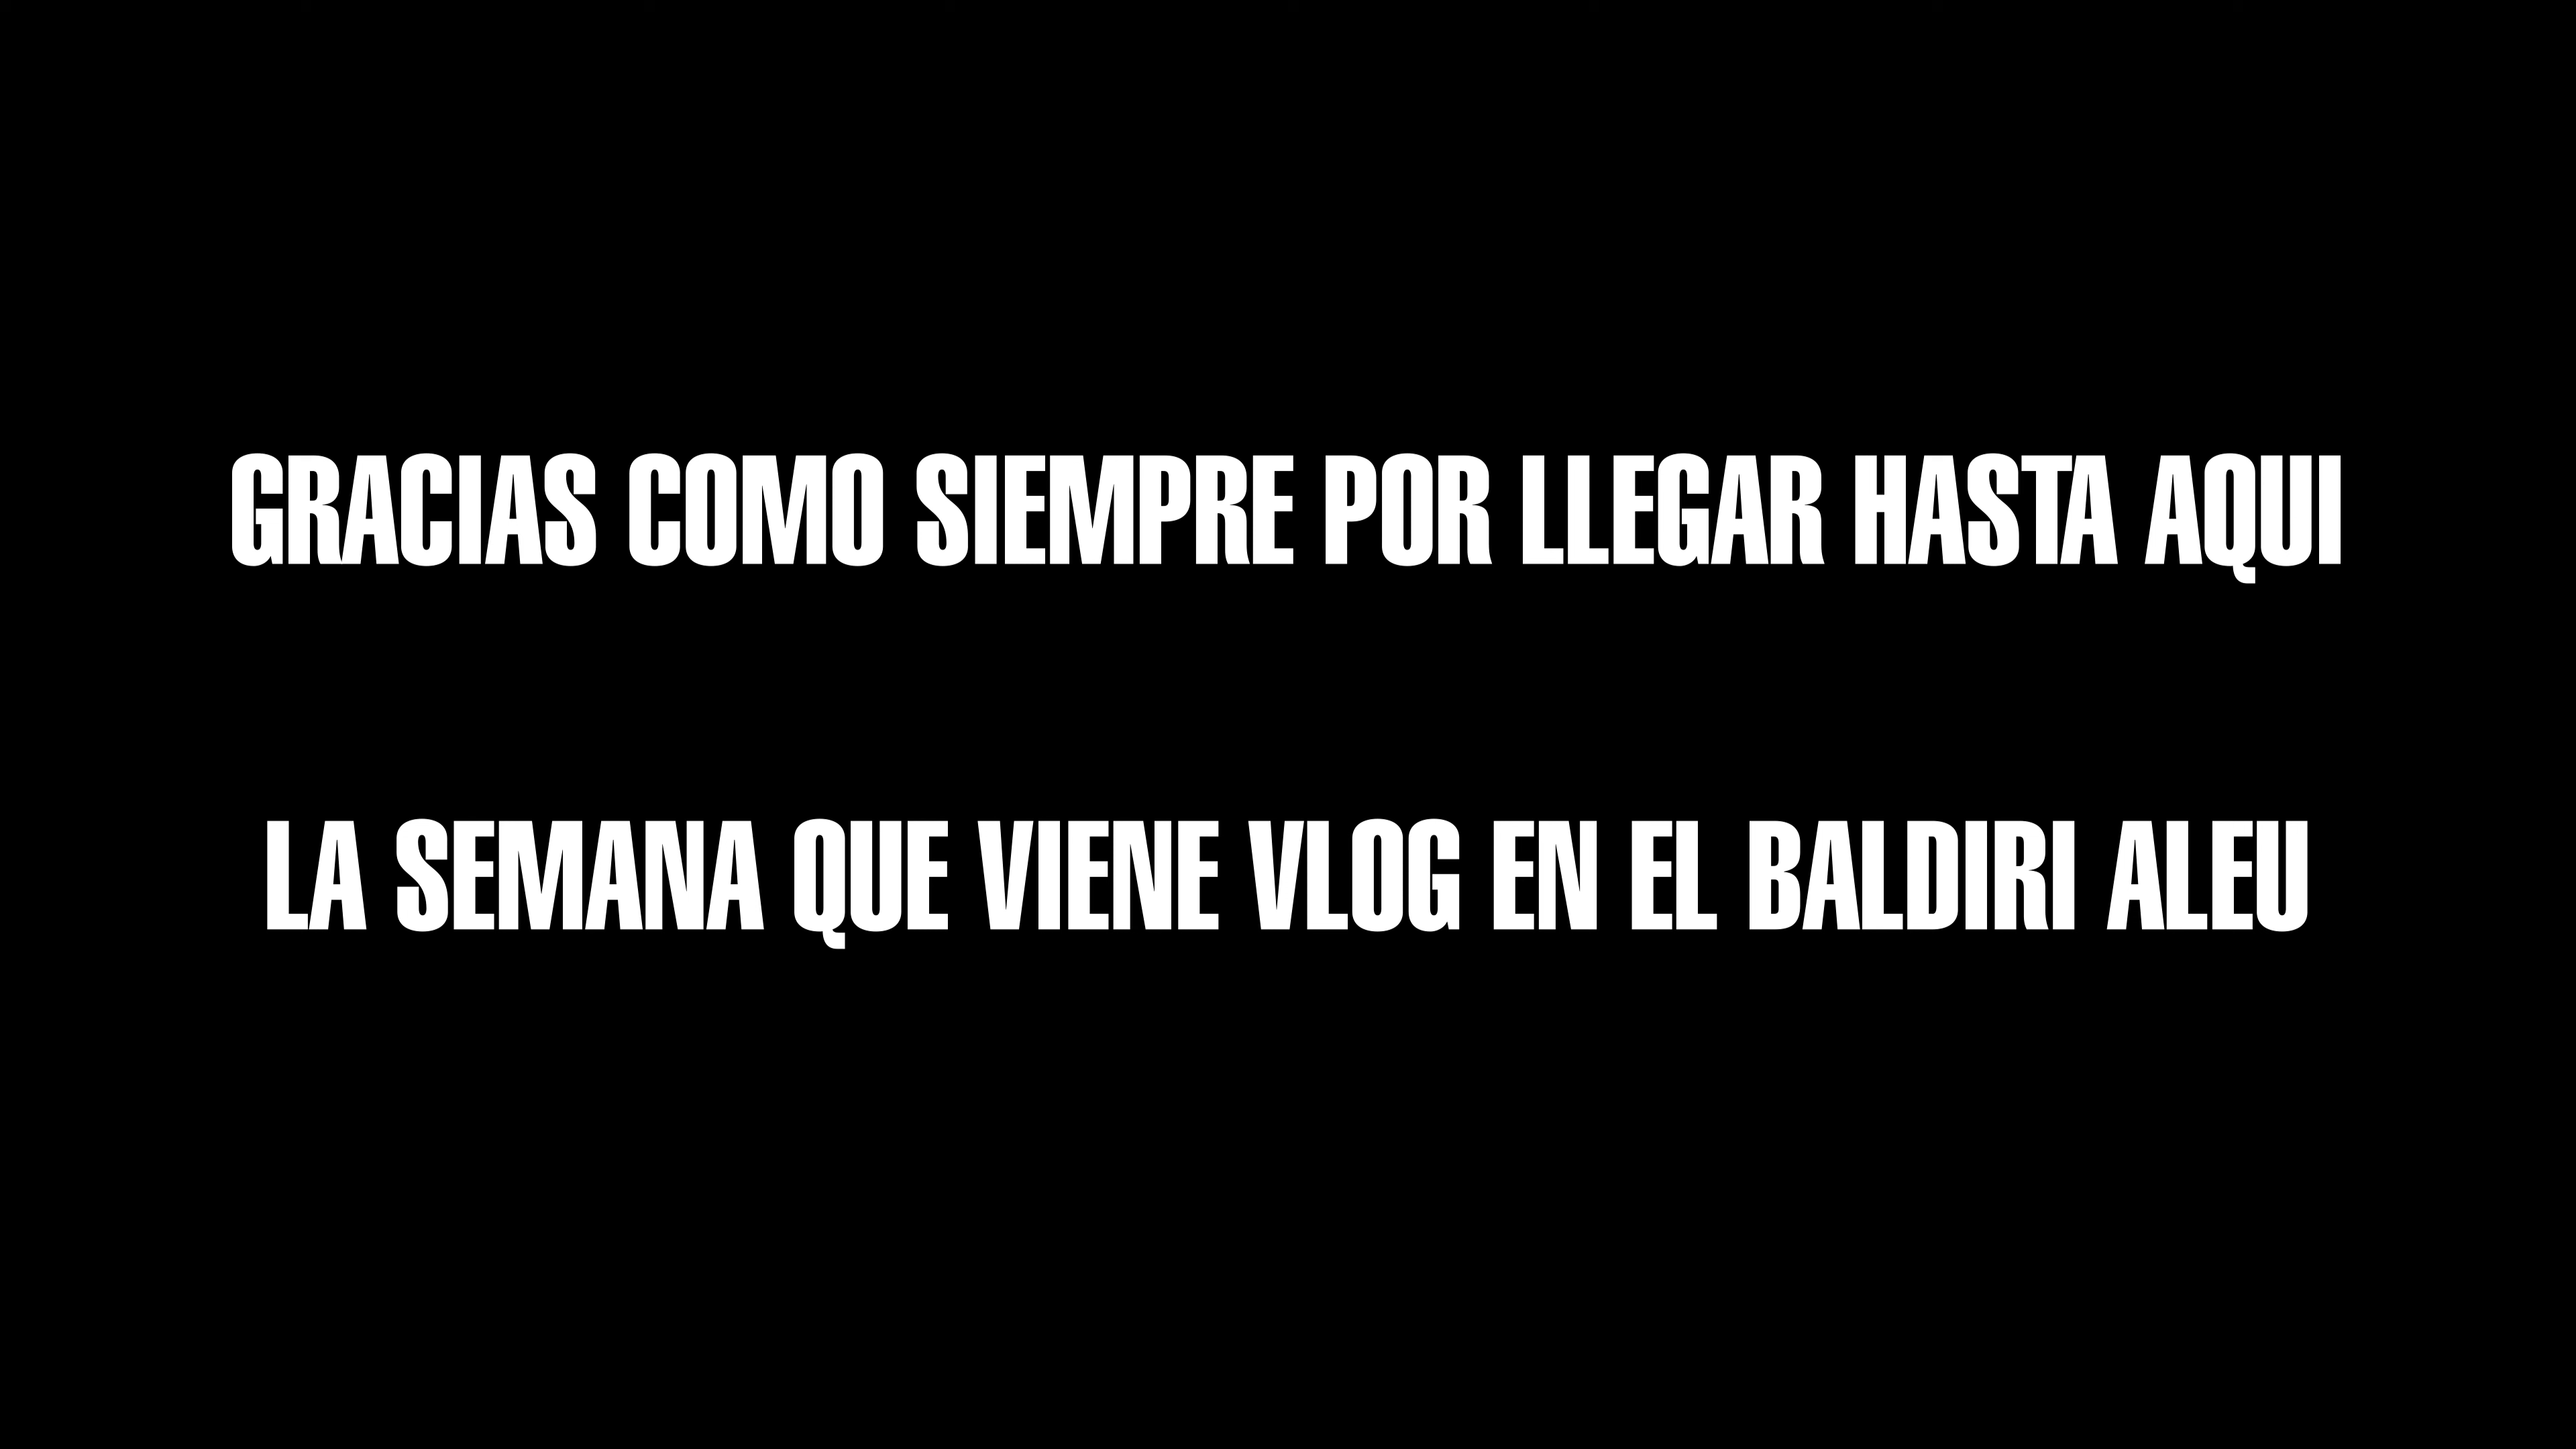 GRACIAS COMO SIEMPRE POR LLEGAR HASTA AQUI
LA SEMANA QUE VIENE VLOG EN EL BALDIRI ALEU